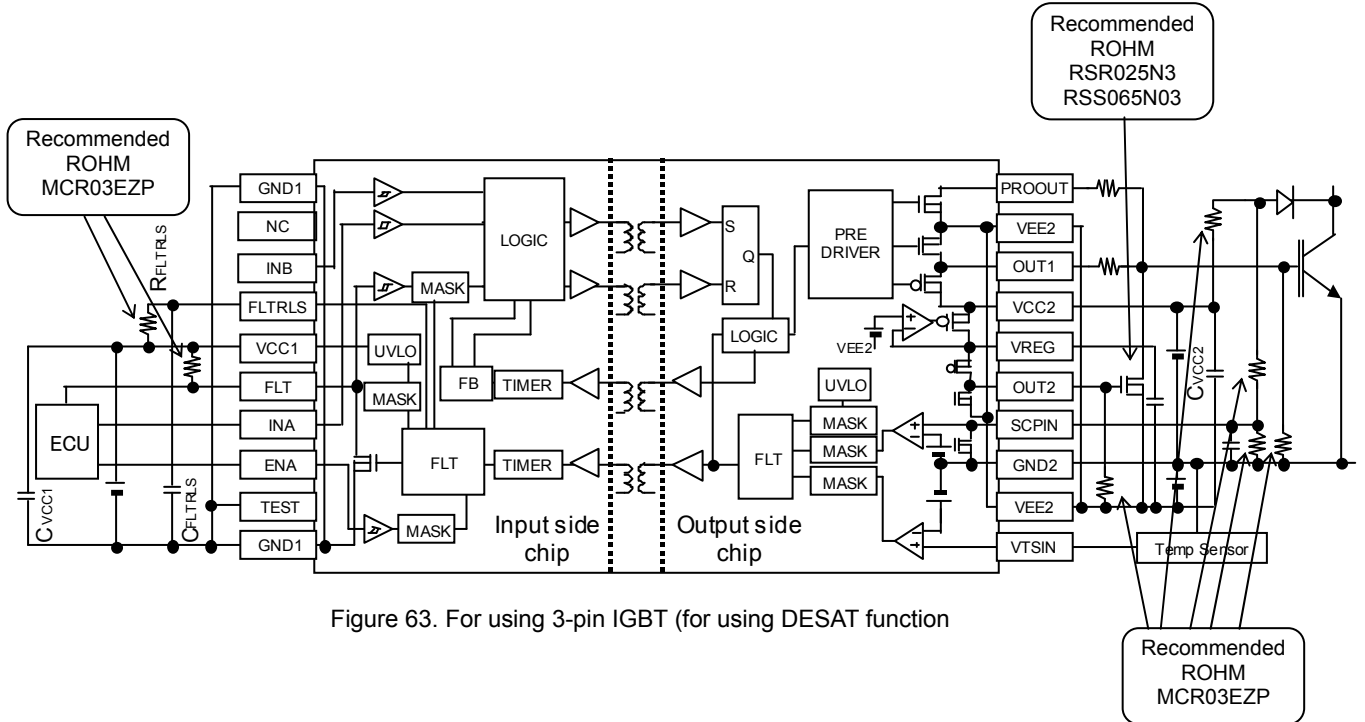 Recommended
ROHM
RSR025N3
RSS065N03
Recommended
ROHM
MCR03EZP
GND1
NC
INB
FLTRLS
VCC1
FLT
INA
ENA
TEST
GND1
RFLTRLS
ECU
CVCC1
CFLTRLS
LOGIC
MASK
UVLO
MASK
FB
TIMER
FLT
TIMER
MASK
Input side
chip
Output side
chip
S
R
Q
LOGIC
PRE
DRIVER
VEE2
UVLO
MASK
MASK
MASK
FLT
PROOUT
VEE2
OUT1
VCC2
VREG
OUT2
SCPIN
GND2
VEE2
VTSIN
CVCC2
Temp Sensor
Figure 63. For using 3-pin IGBT (for using DESAT function
Recommended
ROHM
MCR03EZP